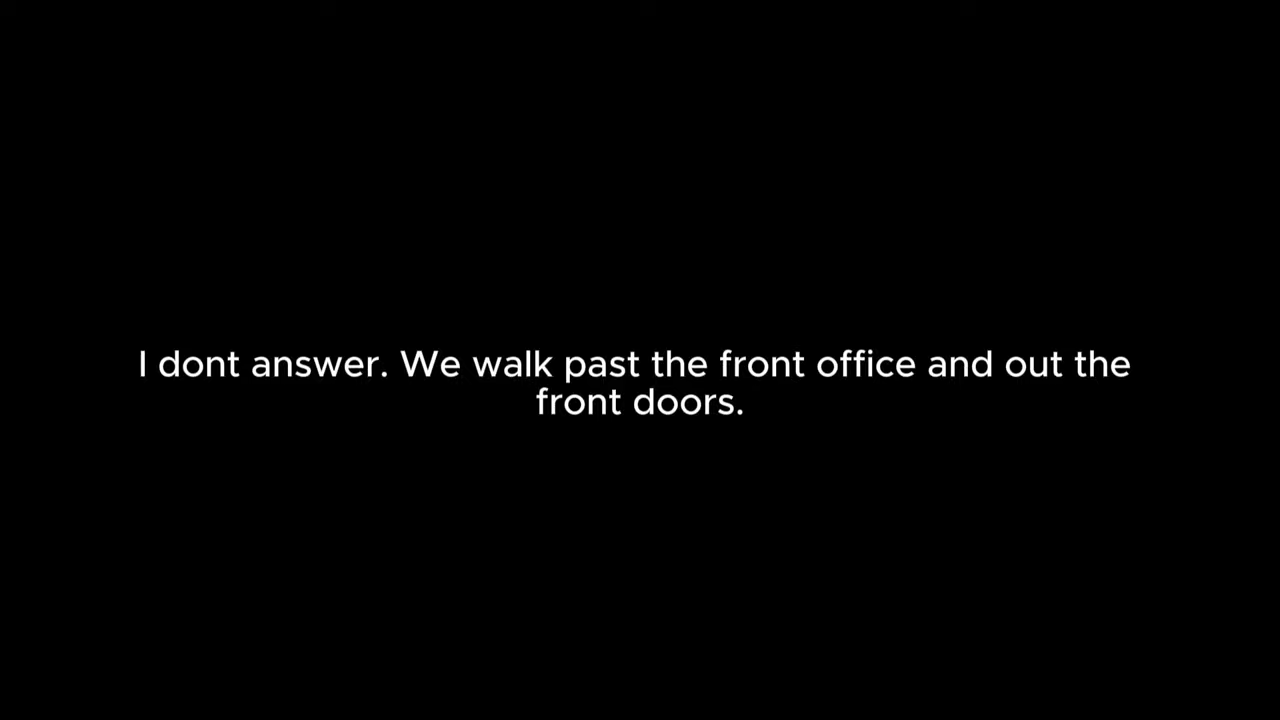 I dont answer. We walk past the front office and out the
front doors.